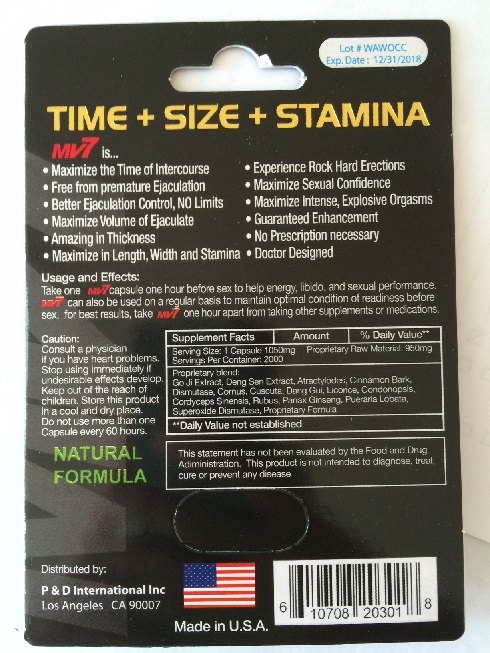 Lot # WAWOCC
Exp. Date : 12/31/2018
TIME + SIZE + STAMINA
MV7 is...
• Maximize the Time of Intercourse
• Free from premature Ejaculation
• Better Ejaculation Control, NO Limits
• Maximize Volume of Ejaculate
• Amazing in Thickness
• Maximize in Length, Width and Stamina
• Experience Rock Hard Erections
• Maximize Sexual Confidence
• Maximize Intense, Explosive Orgasms
• Guaranteed Enhancement
• No Prescription necessary
• Doctor Designed
Usage and Effects:
Take one MV7 capsule one hour before sex to help energy, libido, and sexual performance.
MV7 can also be used on a regular basis to maintain optimal condition of readiness before
sex. for best results, take MV7 one hour apart from taking other supplements or medications.
Caution:
Consult a physician
if you have heart problems.
Stop using immediately if
undesirable effects develop.
Keep out of the reach of
children. Store this product
in a cool and dry place.
Do not use more than one
Capsule every 60 hours.
NATURAL
FORMULA
Supplement Facts Amount % Daily Value**
Serving Size: 1 Capsule 1050mg Proprietary Raw Material: 950mg
Servings Per Container: 2000
Proprietary blend:
Go Ji Extract, Deng Sen Extract, Atractylodes, Cinnamon Bark,
Dismutase, Cornus, Cuscuta, Dong Gui, Licorice, Condonopsis,
Cordyceps Sinensis, Rubus, Panax Ginseng, Pueraria Lobata,
Superoxide Dismutase, Proprietary Formula
**Daily Value not established
This statement has not been evaluated by the Food and Drug
Administration. This product is not intended to diagnose, treat,
cure or prevent any disease
Distributed by:
P & D International Inc
Los Angeles CA 90007
Made in U.S.A.
6 10708 20301 8